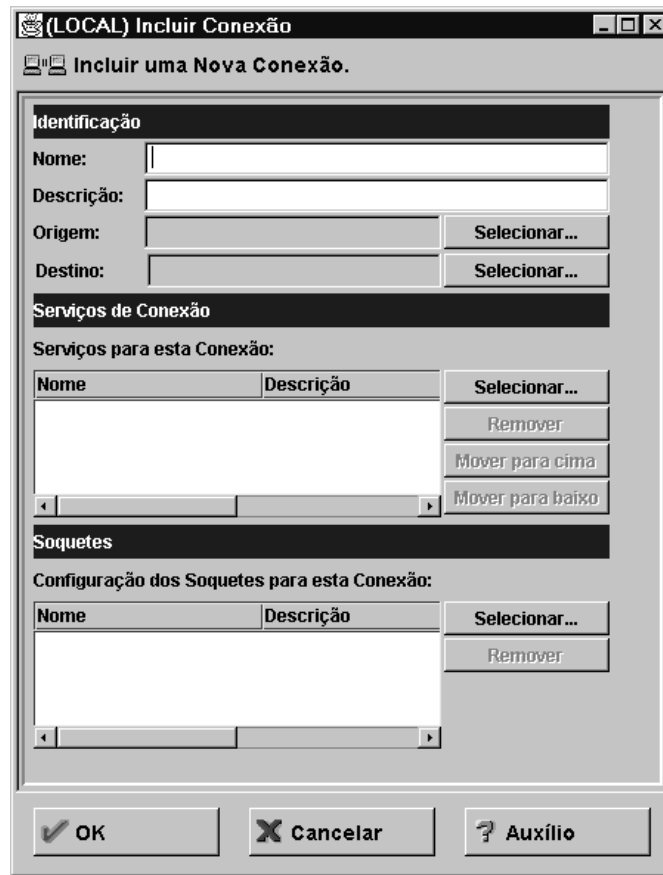 (LOCAL) Incluir Conexão
Incluir uma Nova Conexão.
Identificação
Nome:
Descrição:
Origem: Selecionar...
Destino: Selecionar...
Serviços de Conexão
Serviços para esta Conexão:
Nome Descrição Selecionar...
Remover
Mover para cima
Mover para baixo
Soquetes
Configuração dos Soquetes para esta Conexão:
Nome Descrição Selecionar...
Remover
OK Cancelar Auxílio